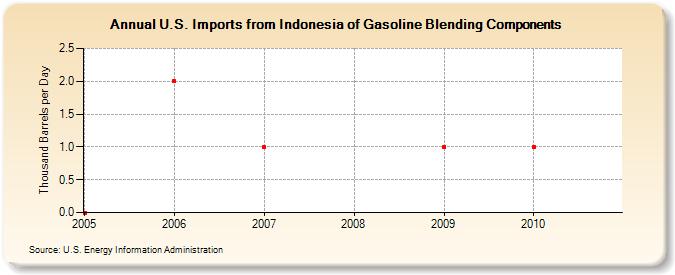 Annual U.S. Imports from Indonesia of Gasoline Blending Components
Thousand Barrels per Day
2.5
2.0
1.5
1.0
0.5
0.0
2005 2006 2007 2008 2009 2010
Source: U.S. Energy Information Administration